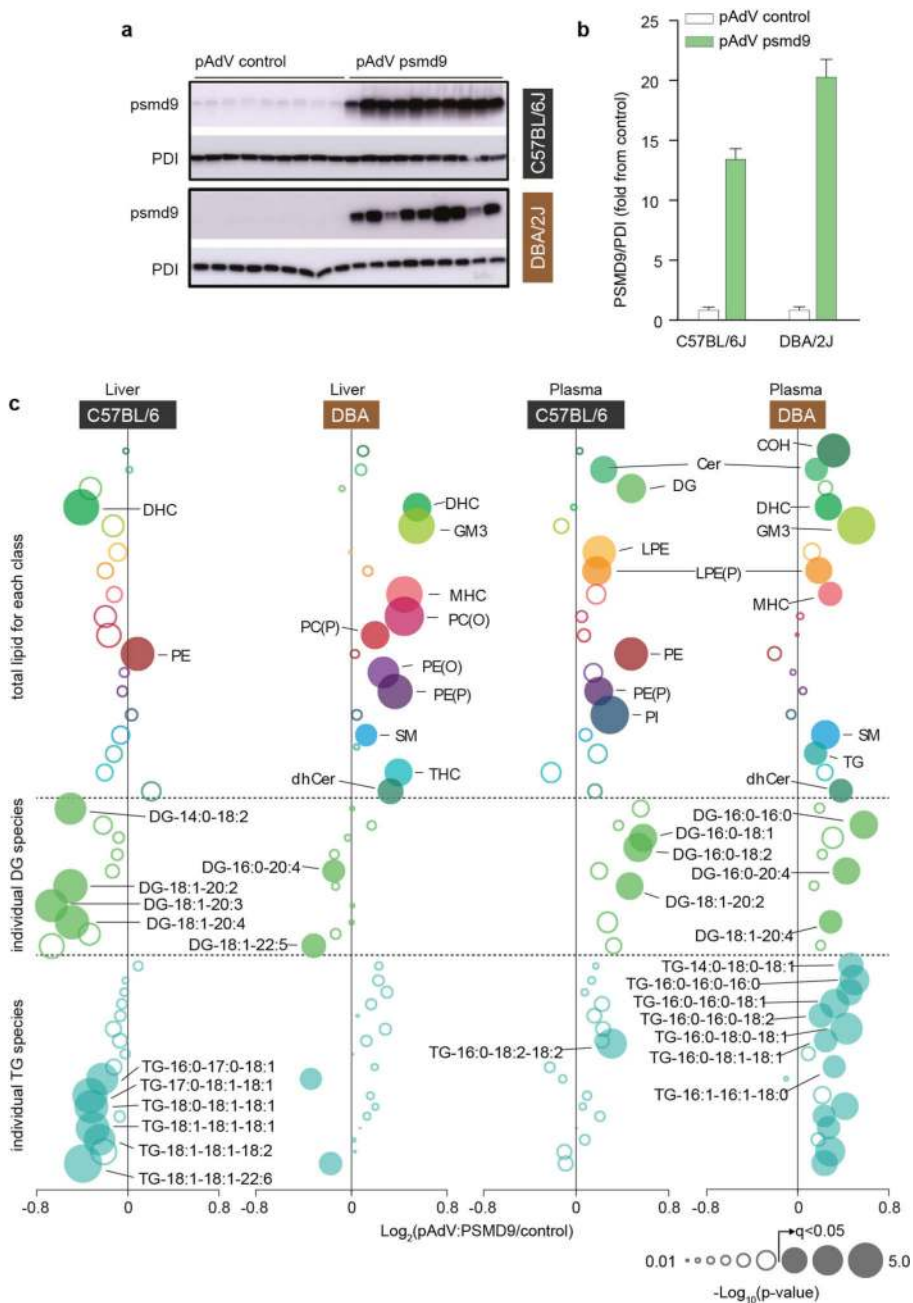 a
pAdV control
pAdV psmd9
psmd9
PDI
C57BL/6J
psmd9
PDI
DBA/2J
b
pAdV control
pAdV psmd9
PSMD9/PDI (fold from control)
25
20
15
10
5
0
C57BL/6J
DBA/2J
c
Liver
C57BL/6
Liver
DBA
Plasma
C57BL/6
Plasma
DBA
total lipid for each class
individual DG species
individual TG species
DHC
PE
DG-14:0-18:2
DG-18:1-20:2
DG-18:1-20:3
DG-18:1-20:4
TG-16:0-17:0-18:1
TG-17:0-18:1-18:1
TG-18:0-18:1-18:1
TG-18:1-18:1-18:1
TG-18:1-18:1-18:2
TG-18:1-18:1-22:6
DHC
GM3
MHC
PC(O)
PC(P)
PE(O)
PE(P)
SM
THC
dhCer
DG-16:0-20:4
DG-18:1-22:5
Cer
DG
LPE
LPE(P)
PE
PE(P)
PI
DG-16:0-18:1
DG-16:0-18:2
DG-18:1-20:2
TG-16:0-18:2-18:2
COH
DHC
GM3
MHC
SM
TG
dhCer
DG-16:0-16:0
DG-16:0-20:4
DG-18:1-20:4
TG-14:0-18:0-18:1
TG-16:0-16:0-16:0
TG-16:0-16:0-18:1
TG-16:0-16:0-18:2
TG-16:0-18:0-18:1
TG-16:0-18:1-18:1
TG-16:1-16:1-18:0
-0.8
0
0.8
0
0.8
-0.8
0
0.8
-0.8
0
0.8
Log2(pAdV:PSMD9/control)
q<0.05
0.01
5.0
-Log10(p-value)